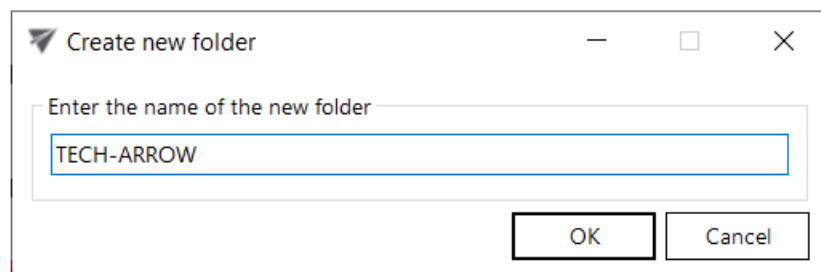 Create new folder
Enter the name of the new folder
TECH-ARROW
OK Cancel